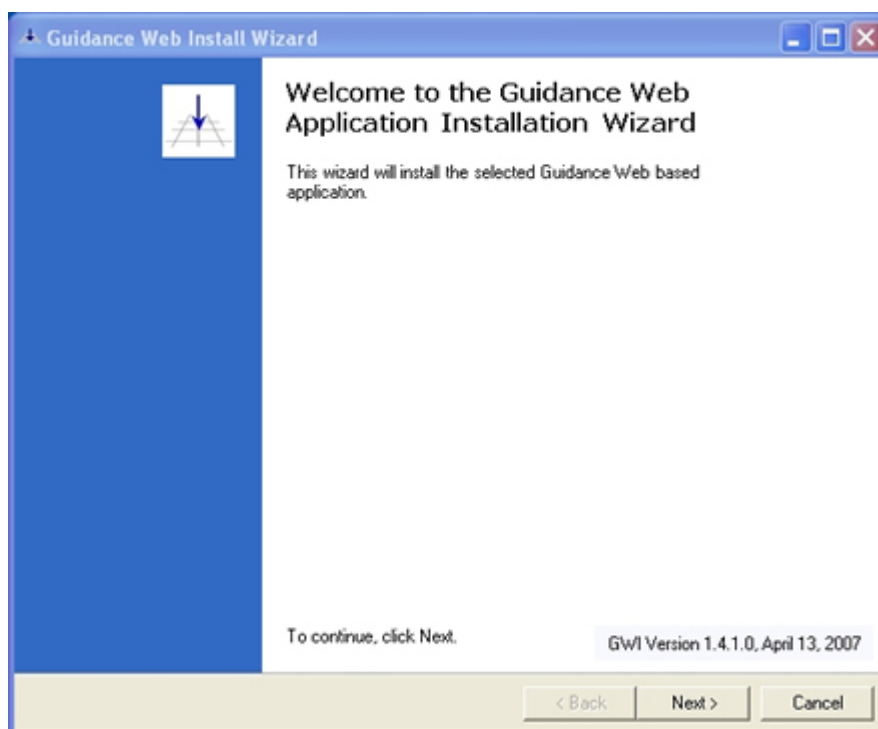 Guidance Web Install Wizard
Welcome to the Guidance Web
Application Installation Wizard
This wizard will install the selected Guidance Web based
application.
To continue, click Next.
GWI Version 1.4.1.0, April 13, 2007
< Back
Next >
Cancel